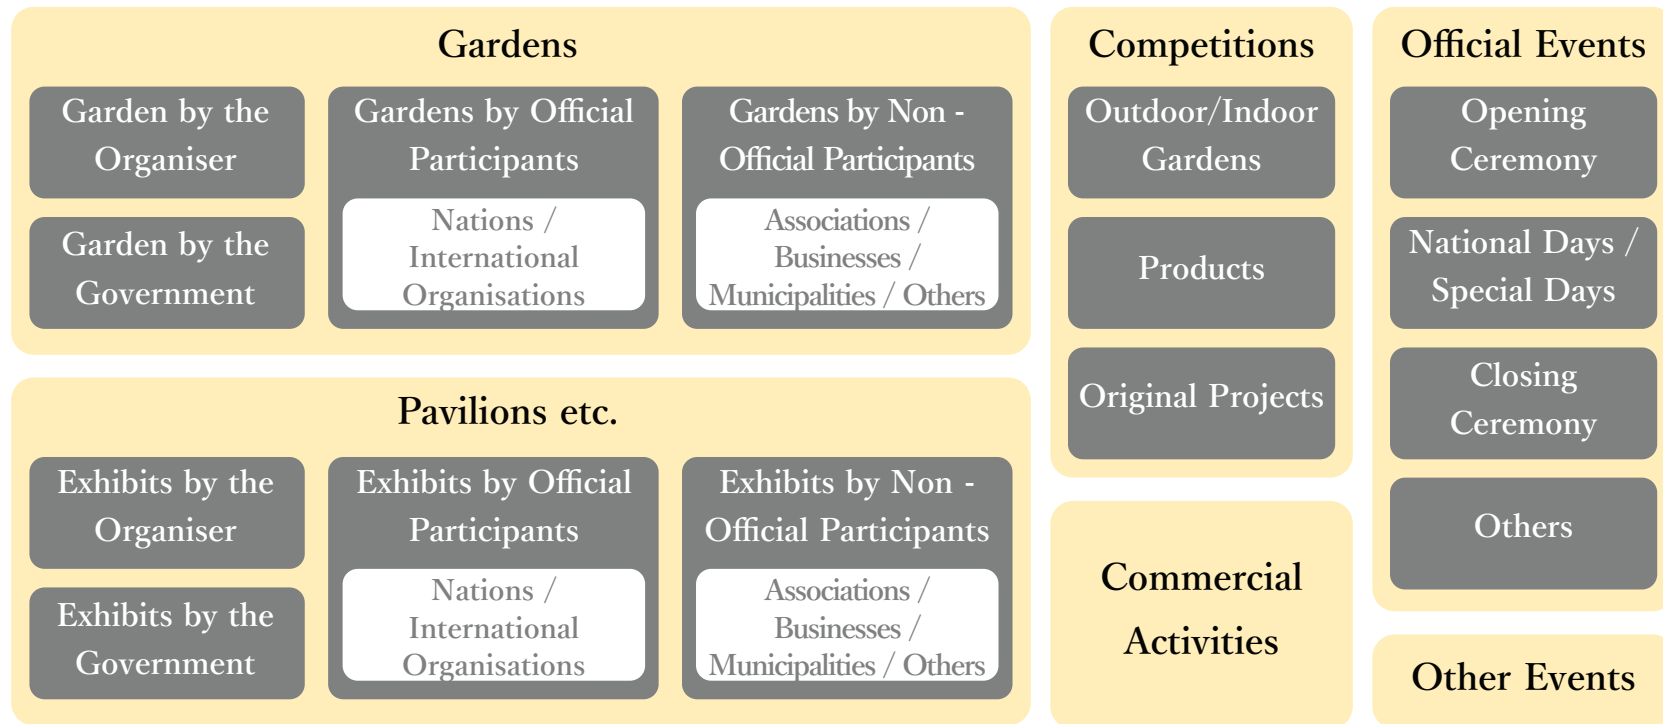 Gardens
Garden by the
Organiser
Garden by the
Government
Gardens by Official
Participants
Nations /
International
Organisations
Gardens by Non -
Official Participants
Associations /
Businesses /
Municipalities / Others
Pavilions etc.
Exhibits by the
Organiser
Exhibits by the
Government
Exhibits by Official
Participants
Nations /
International
Organisations
Exhibits by Non -
Official Participants
Associations /
Businesses /
Municipalities / Others
Competitions
Outdoor/Indoor
Gardens
Products
Original Projects
Commercial
Activities
Official Events
Opening
Ceremony
National Days /
Special Days
Closing
Ceremony
Others
Other Events